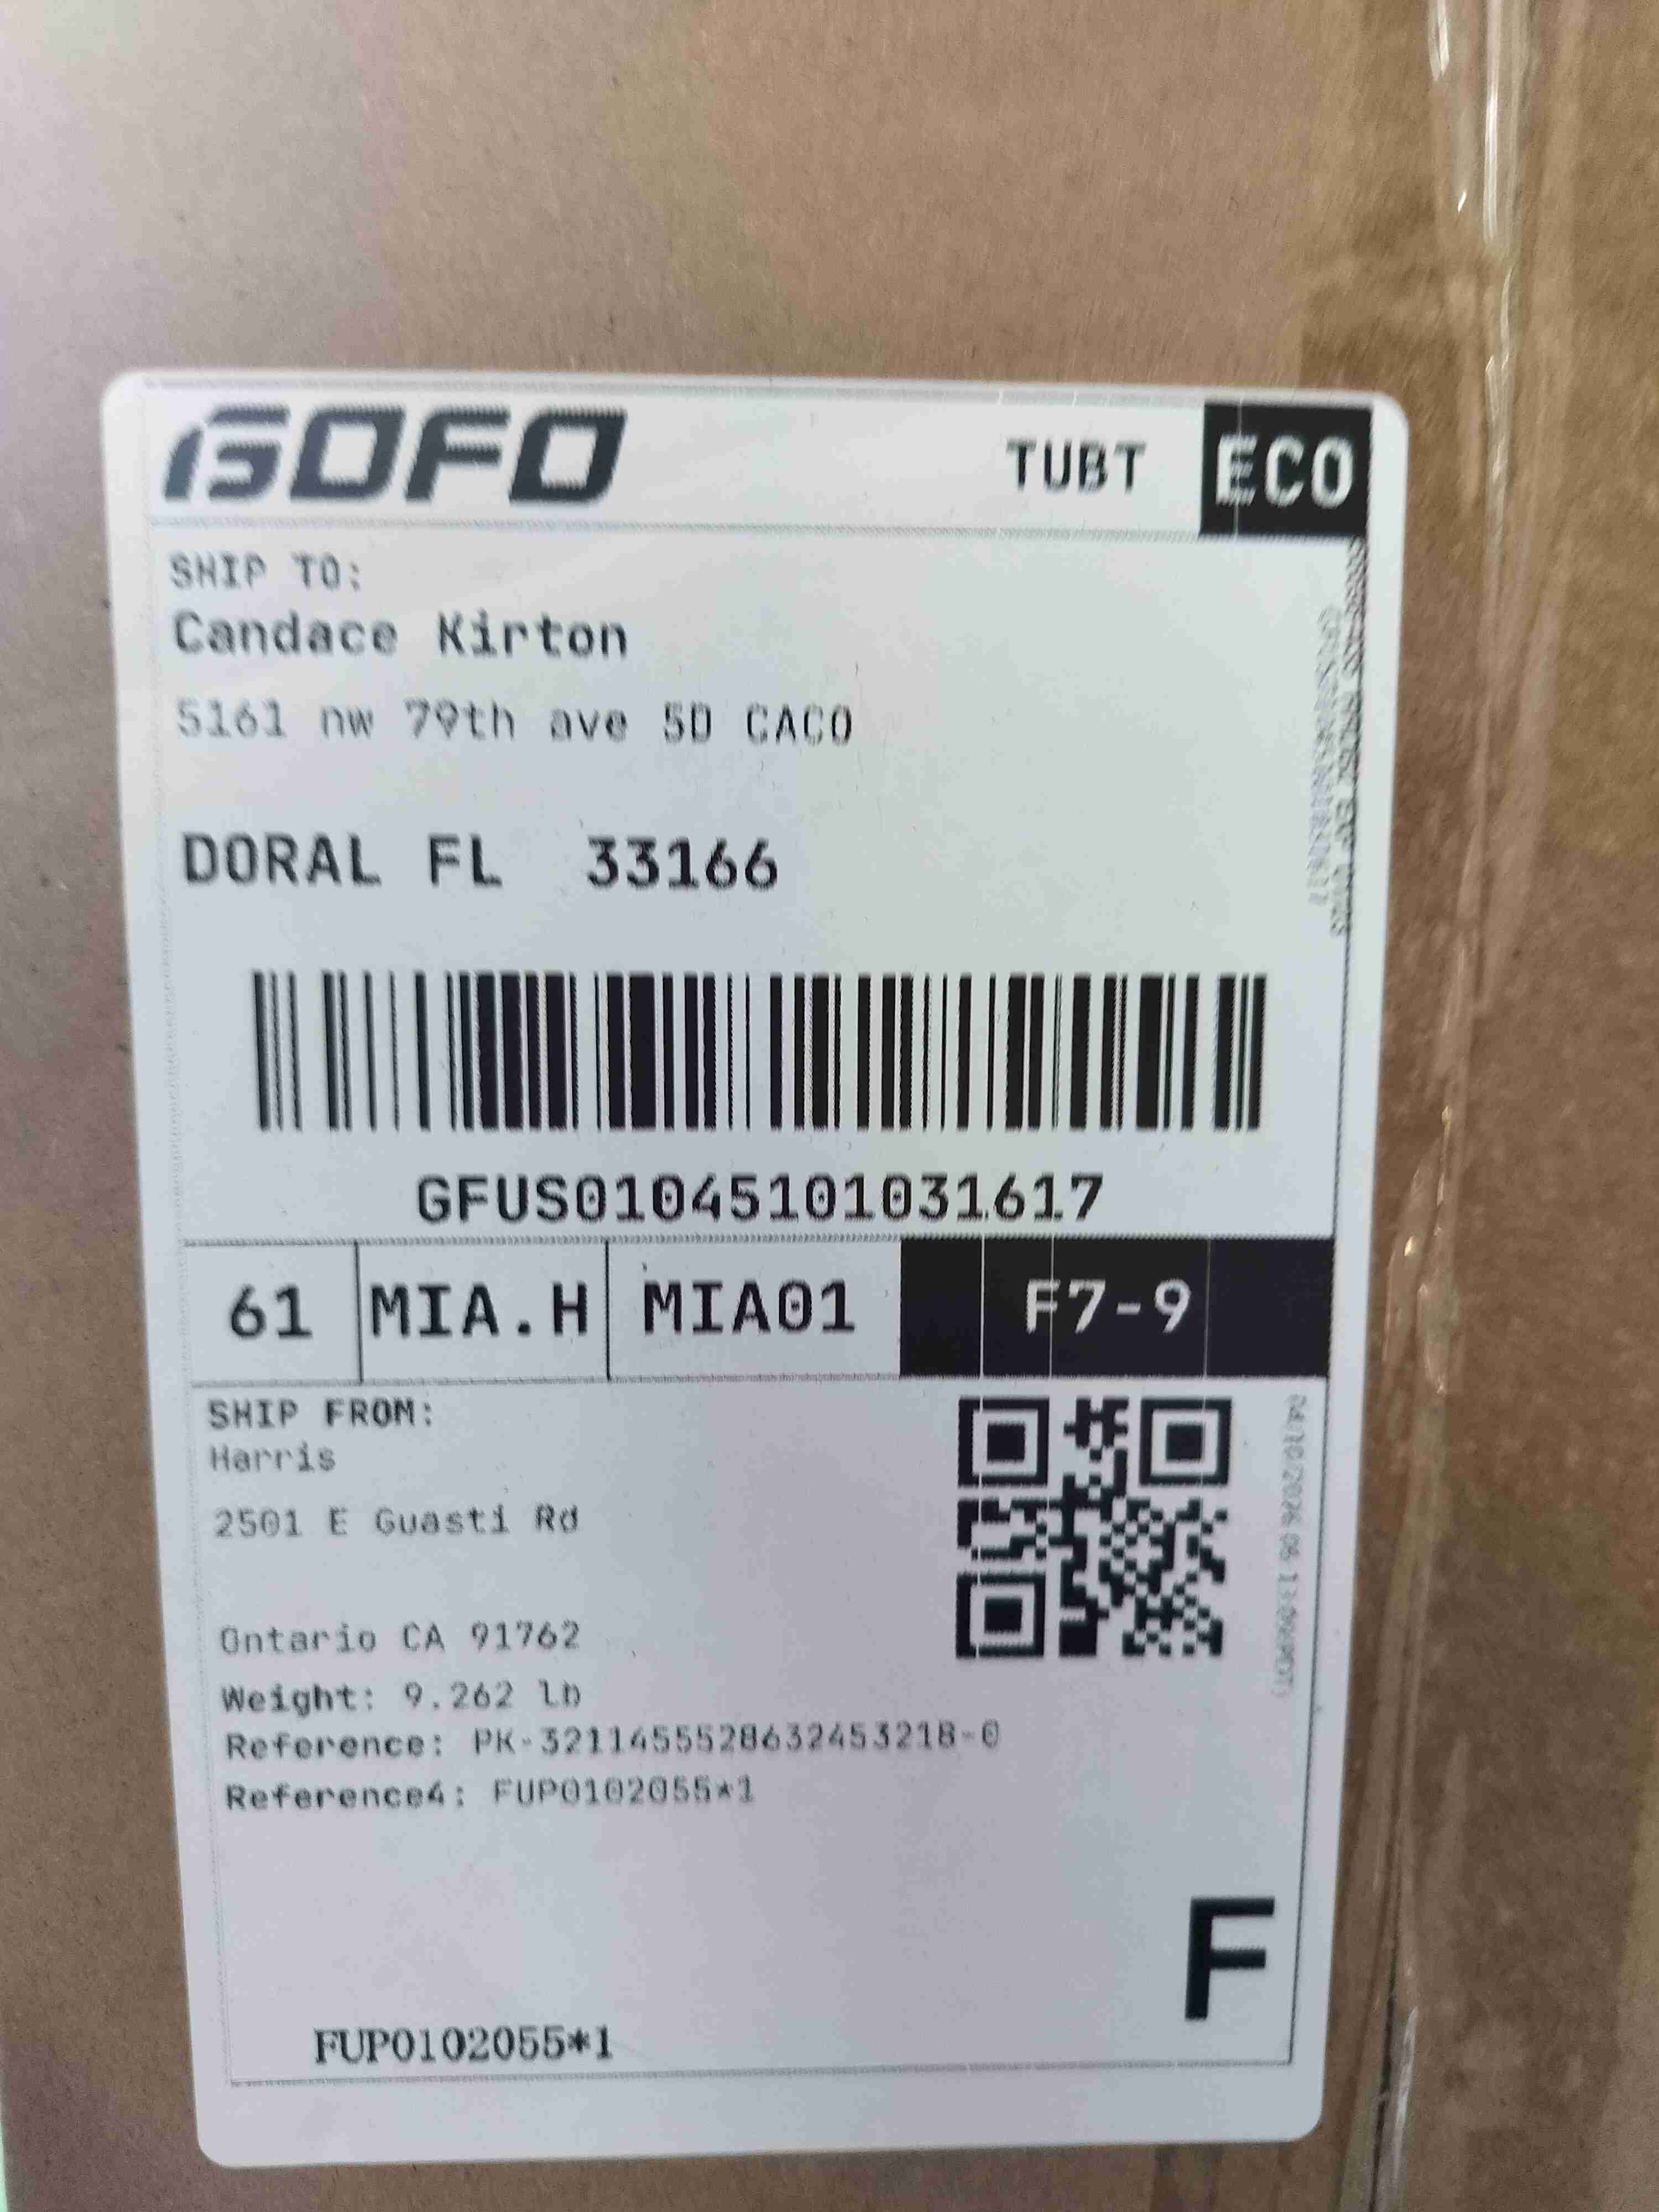 GOFO
TUBT
ECO
SHIP TO:
Candace Kirton
5161 nw 79th ave 5D CACO
DORAL FL 33166
GFUS01045101031617
61
MIA.H
MIA01
F7-9
SHIP FROM:
Harris
2501 E Guasti Rd
Ontario CA 91762
Weight: 9.262 lb
Reference: PK-3211455528632453218-0
Reference4: FUP0102055*1
F
FUP0102055*1